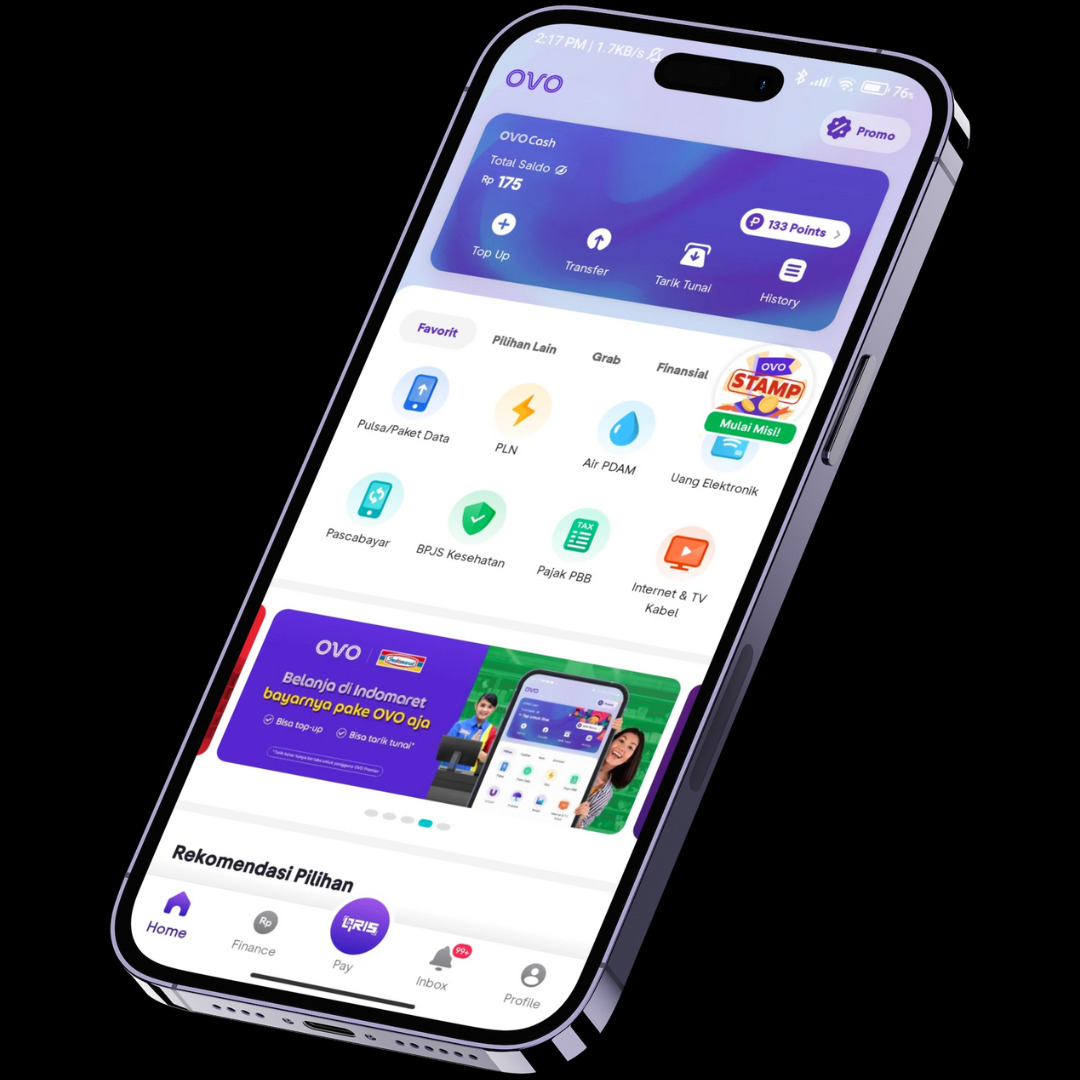 2:17 PM | 1.7KB/s
76%
OVO
Promo
OVO Cash
Total Saldo
Rp 175
133 Points
Top Up
Transfer
Tarik Tunai
History
Favorit
Pilihan Lain
Grab
Finansial
OVO
STAMP
Mulai Misi!
Pulsa/Paket Data
PLN
Air PDAM
Uang Elektronik
TAX
Pascabayar
BPJS Kesehatan
Pajak PBB
Internet & TV
Kabel
OVO
Indomaret
Belanja di Indomaret
bayarnya pake OVO aja
Bisa top-up
Bisa tarik tunai*
OVO
Rekomendasi Pilihan
Home
Rp
Finance
QRIS
Pay
99+
Inbox
Profile